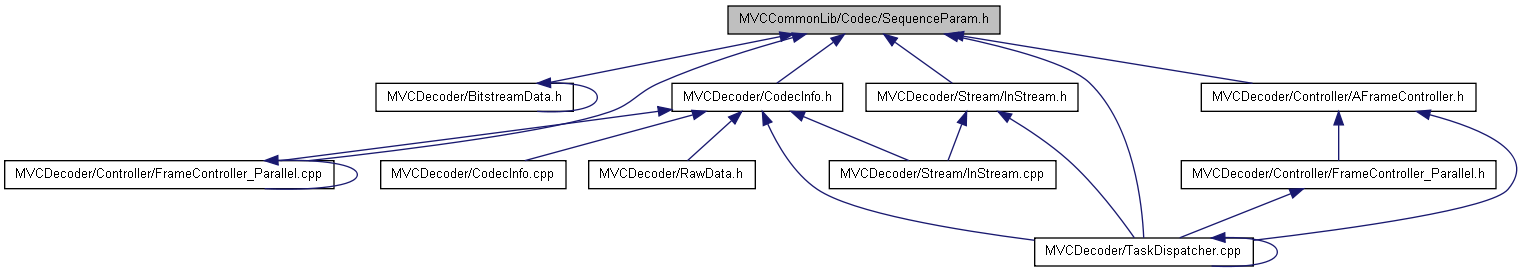 MVCCommonLib/Codec/SequenceParam.h
MVCDecoder/BitstreamData.h
MVCDecoder/CodecInfo.h
MVCDecoder/Stream/InStream.h
MVCDecoder/Controller/AFrameController.h
MVCDecoder/Controller/FrameController_Parallel.cpp
MVCDecoder/CodecInfo.cpp
MVCDecoder/RawData.h
MVCDecoder/Stream/InStream.cpp
MVCDecoder/Controller/FrameController_Parallel.h
MVCDecoder/TaskDispatcher.cpp